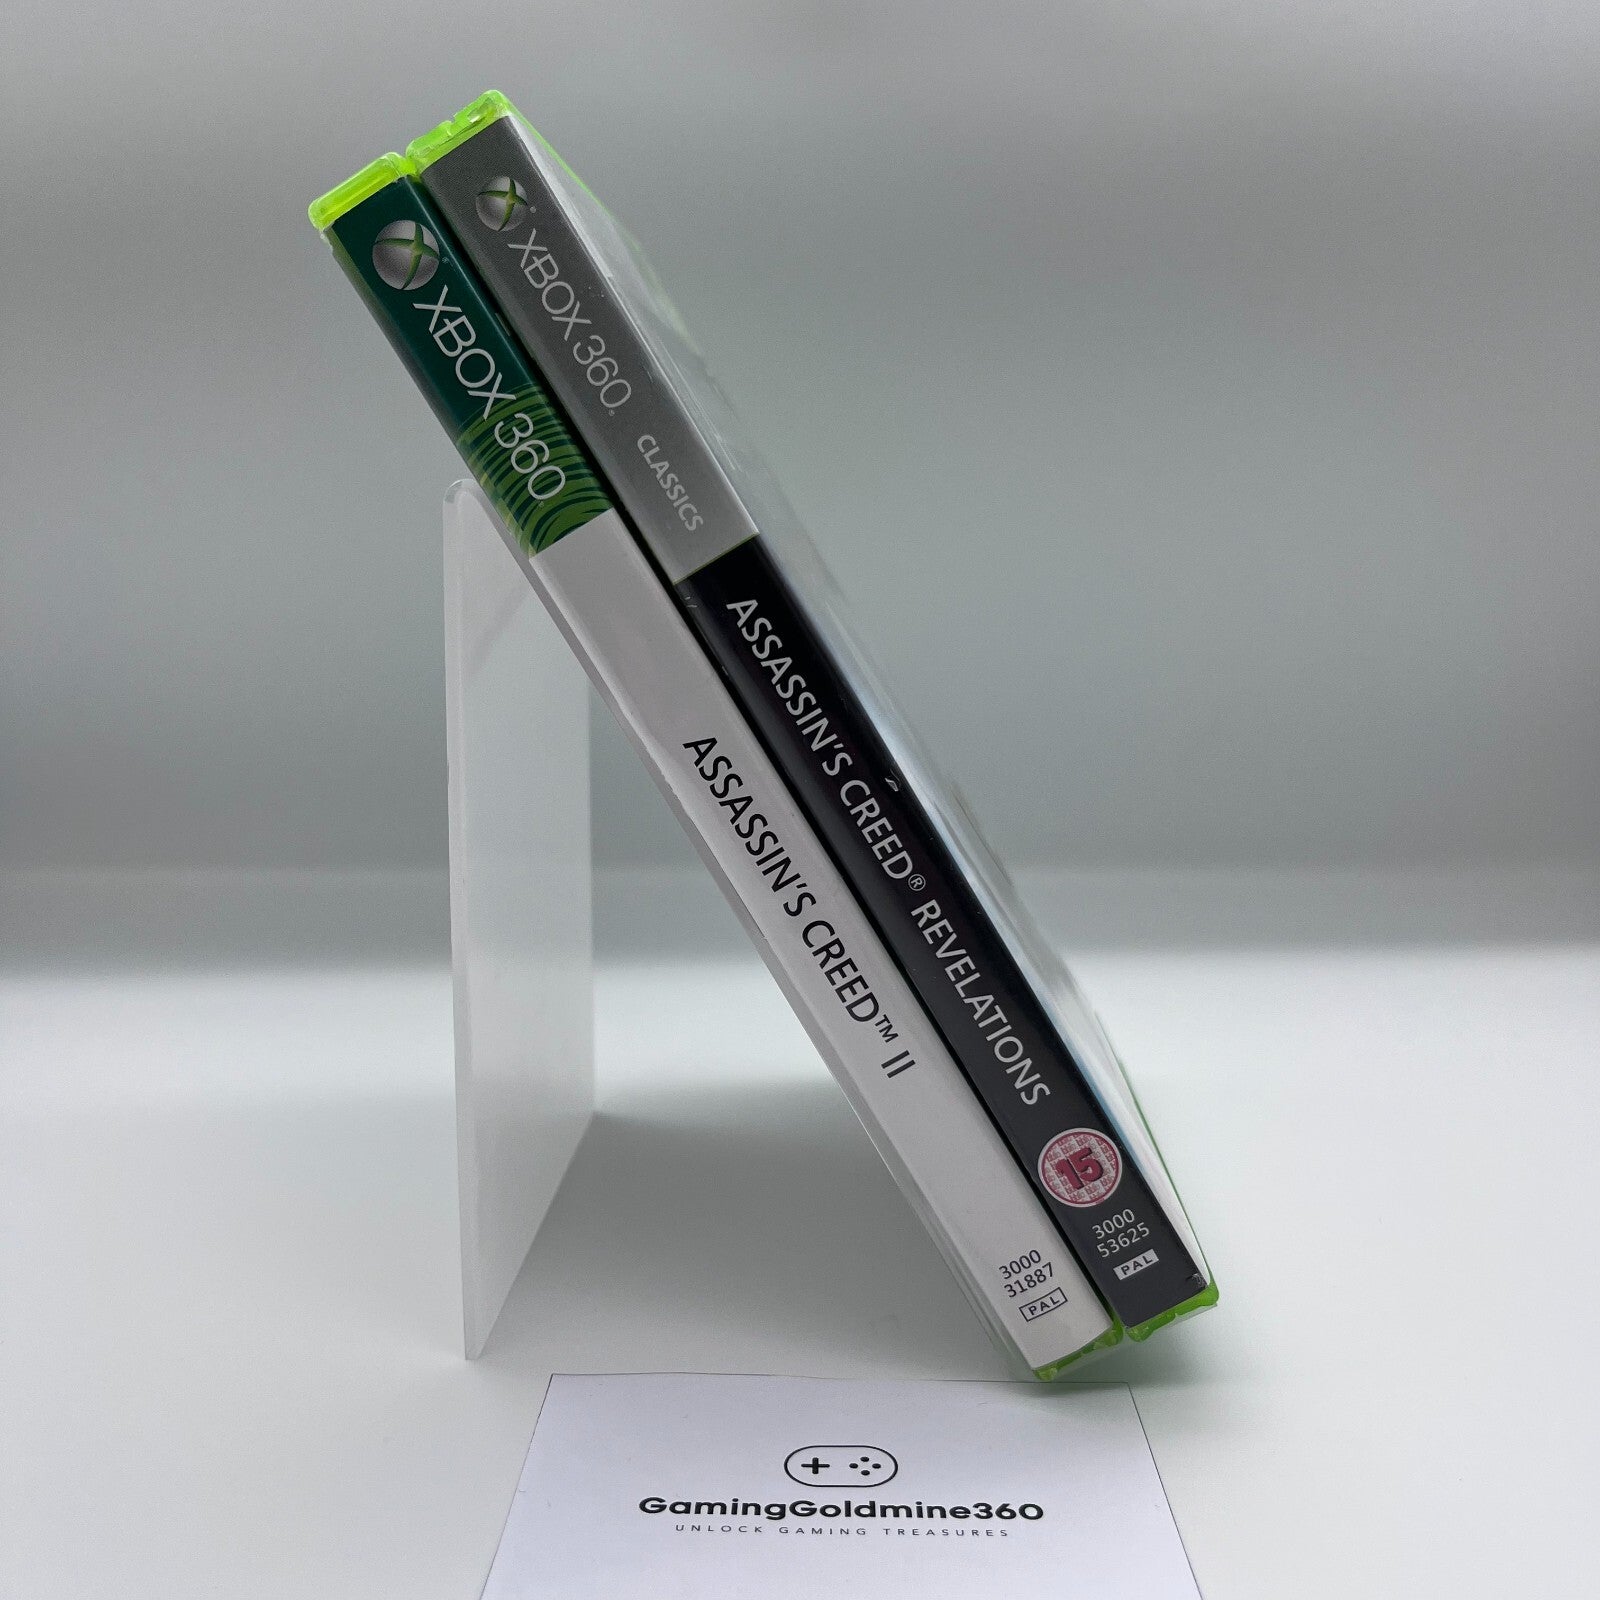 XBOX 360®
ASSASSIN'S CREED™ II
3000
31887
PAL
XBOX 360®
CLASSICS
ASSASSIN'S CREED® REVELATIONS
15
3000
53625
PAL
GamingGoldmine360
UNLOCK GAMING TREASURES